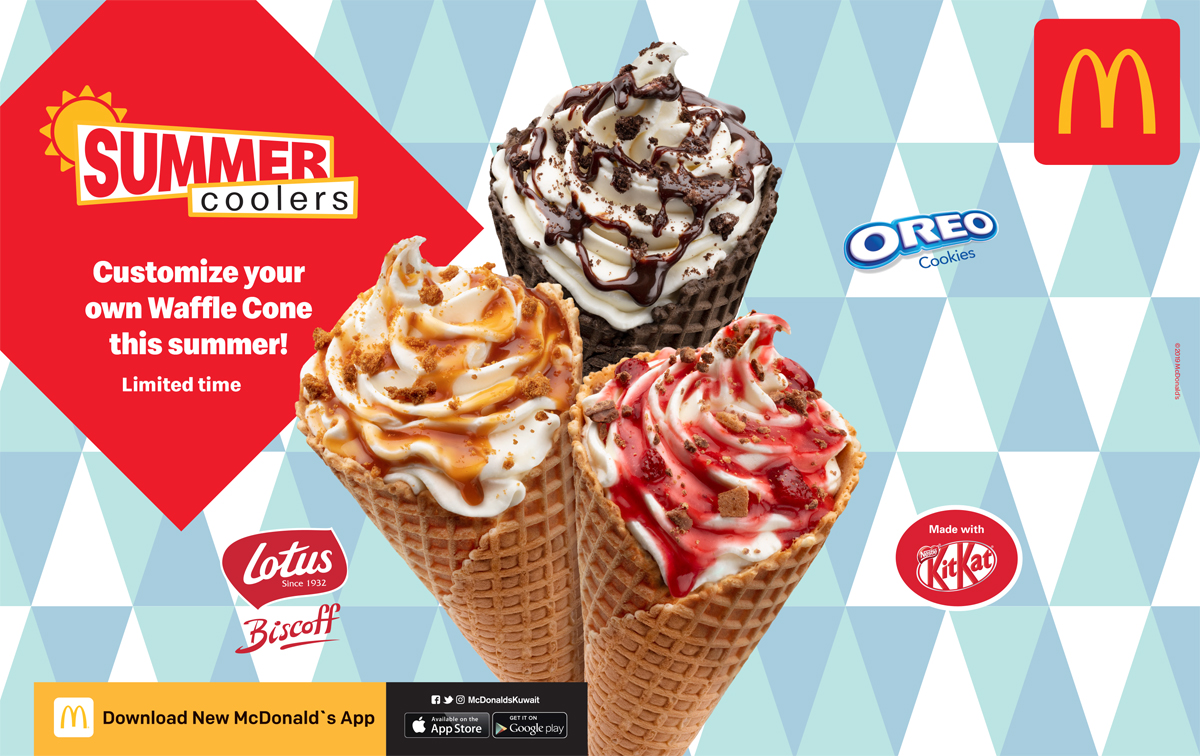 SUMMER
coolers
Customize your
own Waffle Cone
this summer!
Limited time
OREO
Cookies
©2019 McDonald's
Made with
Nestle
KitKat
Lotus
Since 1932
Biscoff
M
Download New McDonald`s App
McDonaldsKuwait
Available on the
App Store
GET IT ON
Google play